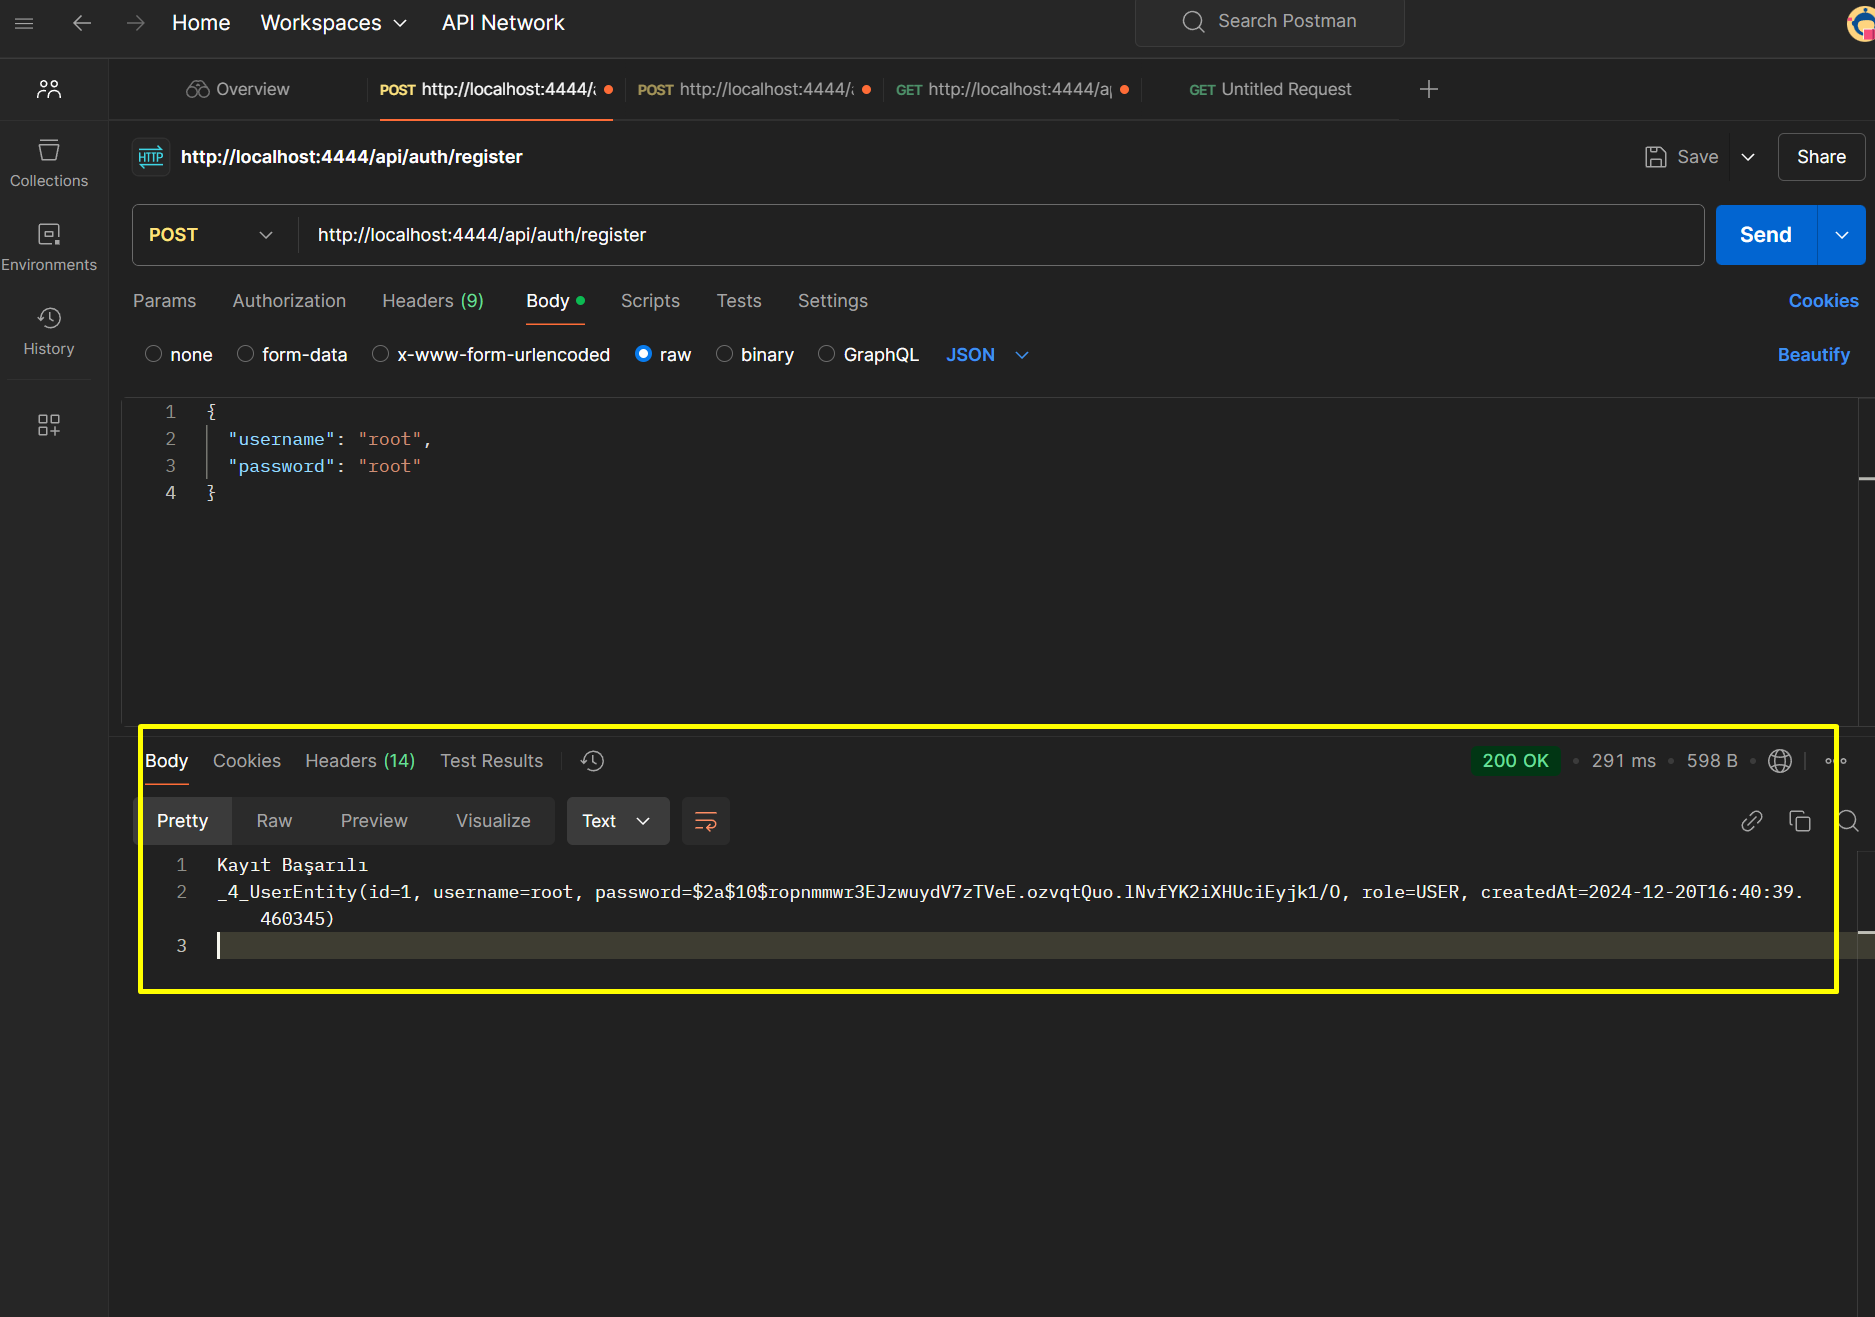 Home Workspaces API Network Search Postman
Overview POST http://localhost:4444/ POST http://localhost:4444/ GET http://localhost:4444/a GET Untitled Request
HTTP http://localhost:4444/api/auth/register Save Share
POST http://localhost:4444/api/auth/register Send
Params Authorization Headers (9) Body Scripts Tests Settings Cookies
none form-data x-www-form-urlencoded raw binary GraphQL JSON Beautify
Collections
Environments
History
1 {
2 "username": "root",
3 "password": "root"
4 }
Body Cookies Headers (14) Test Results 200 OK • 291 ms • 598 B
Pretty Raw Preview Visualize Text
1 Kayıt Başarılı
2 _4_UserEntity(id=1, username=root, password=$2a$10$ropnmmwr3EJzwuydV7zTVeE.ozvqtQuo.lNvfYK2iXHUciEyjk1/O, role=USER, createdAt=2024-12-20T16:40:39.
460345)
3